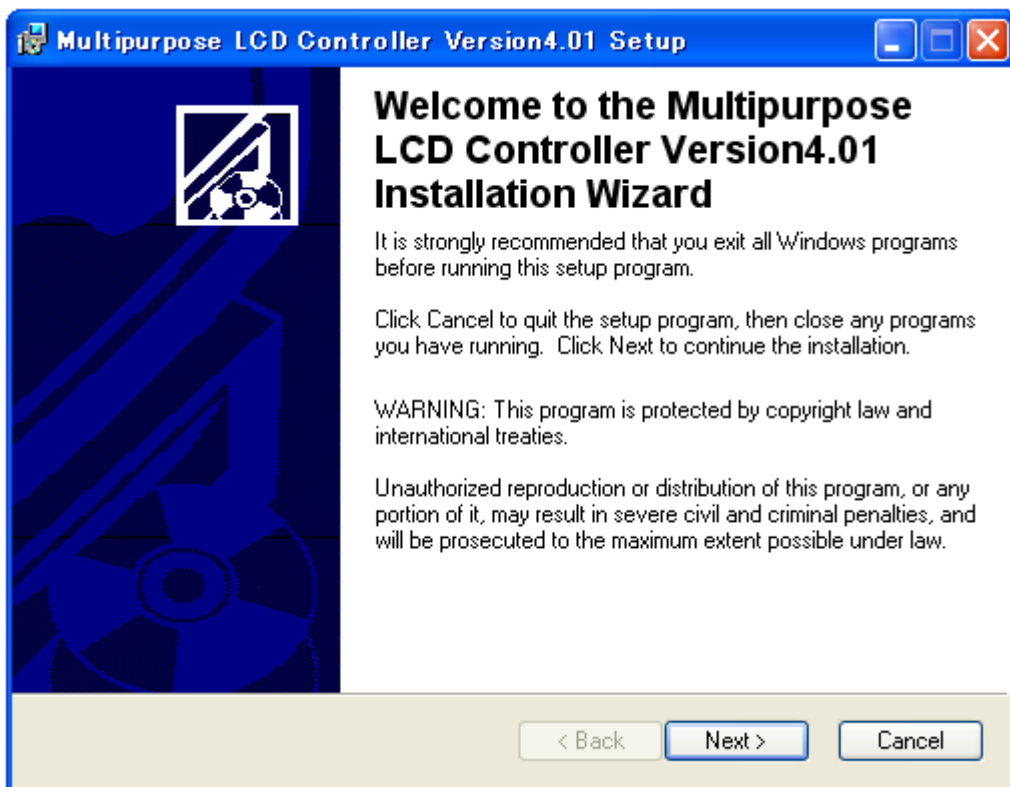 Multipurpose LCD Controller Version4.01 Setup
Welcome to the Multipurpose
LCD Controller Version4.01
Installation Wizard
It is strongly recommended that you exit all Windows programs
before running this setup program.
Click Cancel to quit the setup program, then close any programs
you have running.  Click Next to continue the installation.
WARNING: This program is protected by copyright law and
international treaties.
Unauthorized reproduction or distribution of this program, or any
portion of it, may result in severe civil and criminal penalties, and
will be prosecuted to the maximum extent possible under law.
< Back Next > Cancel